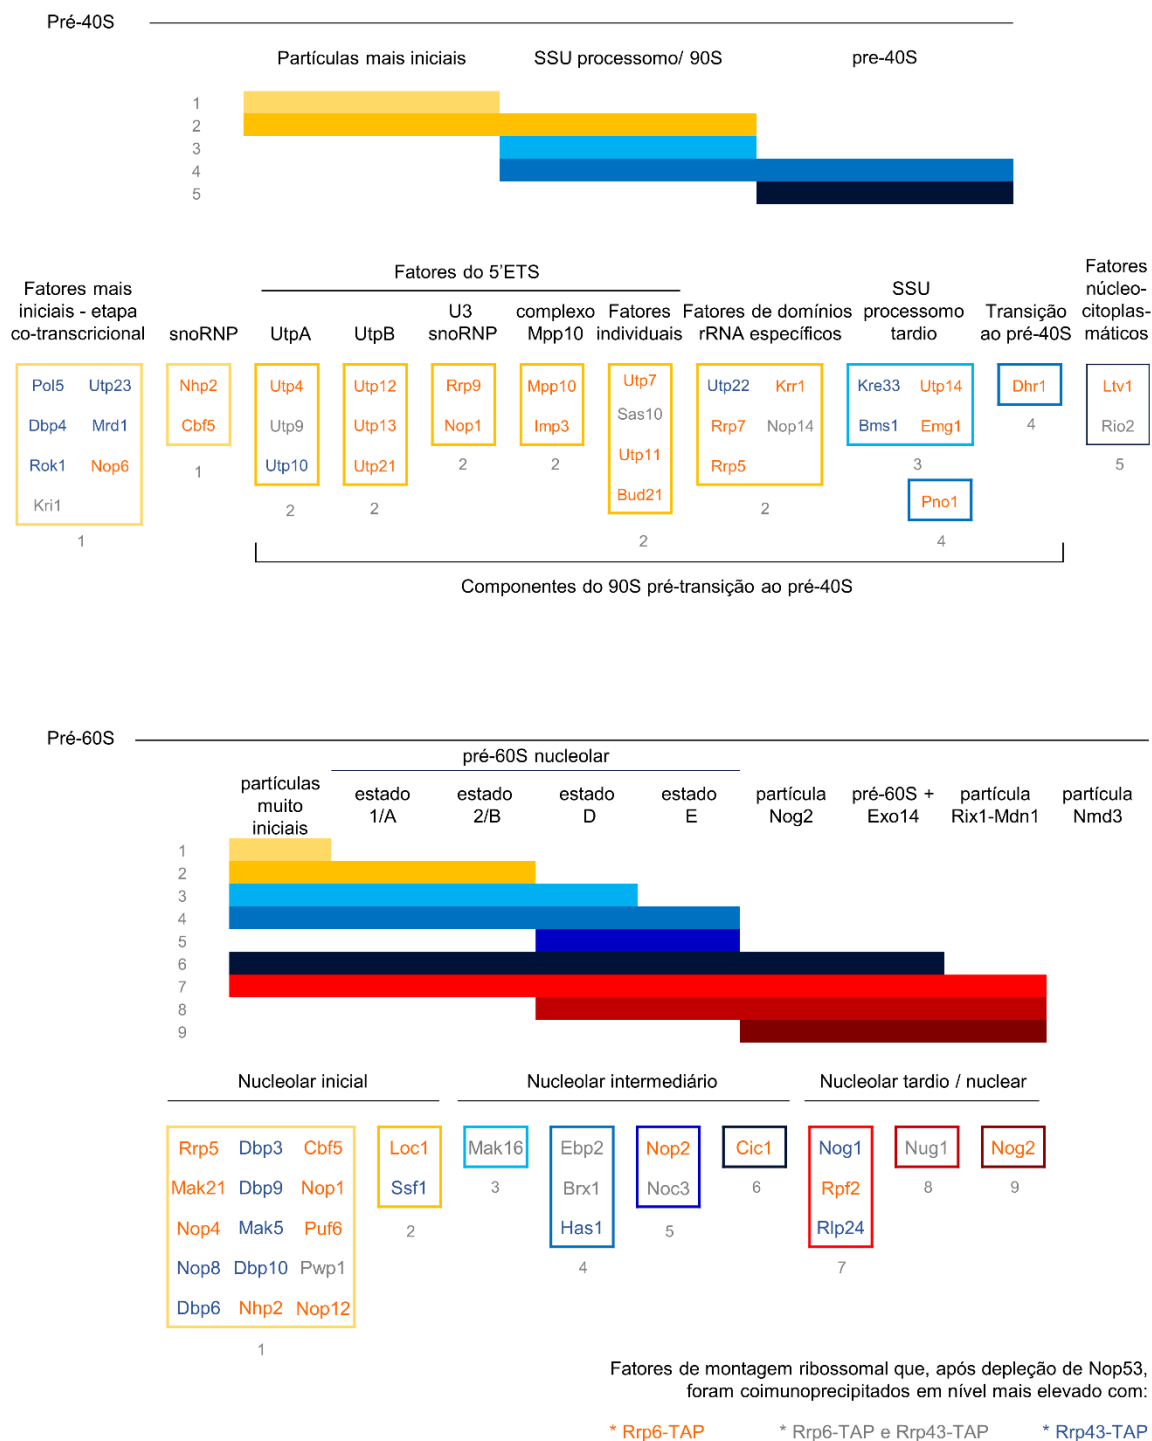 Pré-40S
Partículas mais iniciais SSU processomo/ 90S pre-40S
1
2
3
4
5
Fatores do 5'ETS
Fatores mais
iniciais - etapa
co-transcricional
snoRNP
UtpA
UtpB
U3
snoRNP
complexo
Mpp10
Fatores
individuais
Fatores de domínios
rRNA específicos
SSU
processomo
tardio
Transição
ao pré-40S
Fatores
núcleo-
citoplas-
máticos
Pol5 Utp23
Dbp4 Mrd1
Rok1 Nop6
Kri1
1
Nhp2
Cbf5
1
Utp4
Utp9
Utp10
2
Utp12
Utp13
Utp21
2
Rrp9
Nop1
2
Mpp10
Imp3
2
Utp7
Sas10
Utp11
Bud21
2
Utp22 Krr1
Rrp7 Nop14
Rrp5
2
Kre33 Utp14
Bms1 Emg1
3
Pno1
4
Dhr1
4
Ltv1
Rio2
5
Componentes do 90S pré-transição ao pré-40S
Pré-60S
pré-60S nucleolar
partículas
muito
iniciais
estado
1/A
estado
2/B
estado
D
estado
E
partícula
Nog2
pré-60S +
Exo14
partícula
Rix1-Mdn1
partícula
Nmd3
1
2
3
4
5
6
7
8
9
Nucleolar inicial Nucleolar intermediário Nucleolar tardio / nuclear
Rrp5 Dbp3 Cbf5
Mak21 Dbp9 Nop1
Nop4 Mak5 Puf6
Nop8 Dbp10 Pwp1
Dbp6 Nhp2 Nop12
1
Loc1
Ssf1
2
Mak16
3
Ebp2
Brx1
Has1
4
Nop2
Noc3
5
Cic1
6
Nog1
Rpf2
Rlp24
7
Nug1
8
Nog2
9
Fatores de montagem ribossomal que, após depleção de Nop53,
foram coimunoprecipitados em nível mais elevado com:
* Rrp6-TAP * Rrp6-TAP e Rrp43-TAP * Rrp43-TAP